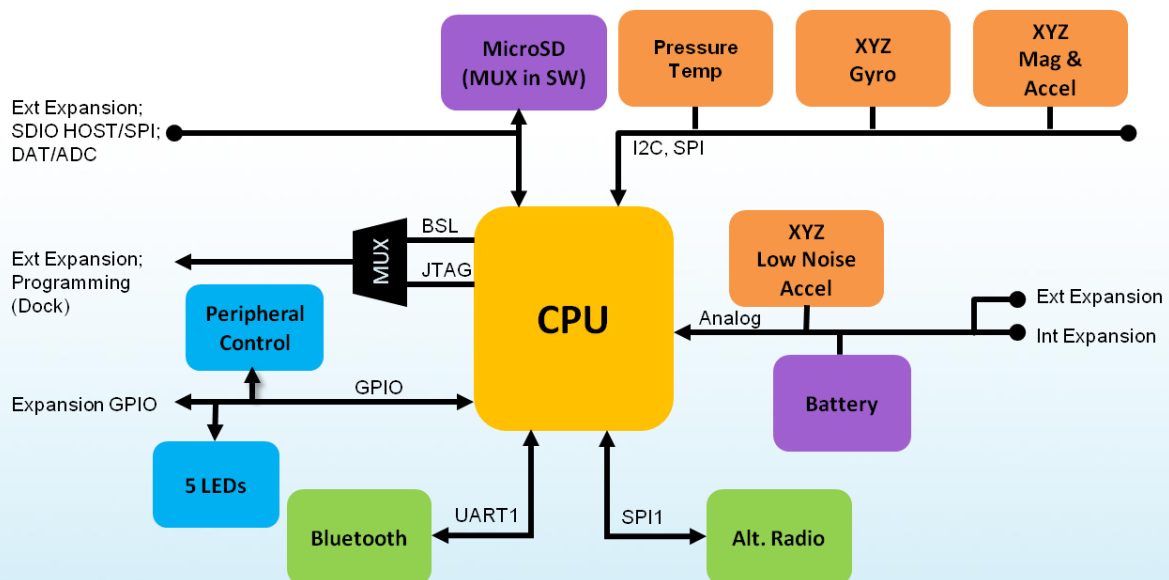 MicroSD
(MUX in SW)
Pressure
Temp
XYZ
Gyro
XYZ
Mag &
Accel
Ext Expansion;
SDIO HOST/SPI;
DAT/ADC
I2C, SPI
BSL
MUX
JTAG
Ext Expansion;
Programming
(Dock)
XYZ
Low Noise
Accel
CPU
Peripheral
Control
Analog
Ext Expansion
Int Expansion
GPIO
Expansion GPIO
Battery
5 LEDs
UART1
Bluetooth
SPI1
Alt. Radio